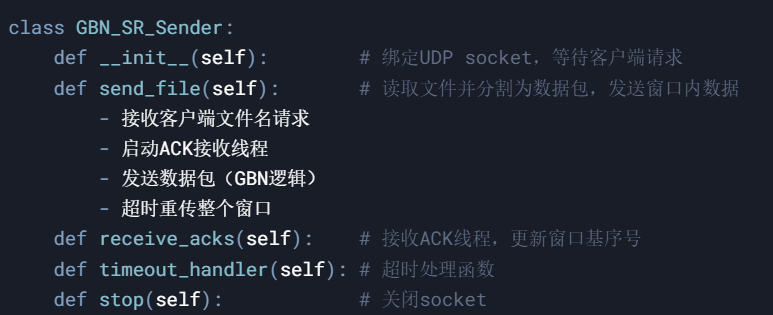 class GBN_SR_Sender:
def __init__(self): # 绑定UDP socket，等待客户端请求
def send_file(self): # 读取文件并分割为数据包，发送窗口内数据
- 接收客户端文件名请求
- 启动ACK接收线程
- 发送数据包（GBN逻辑）
- 超时重传整个窗口
def receive_acks(self): # 接收ACK线程，更新窗口基序号
def timeout_handler(self): # 超时处理函数
def stop(self): # 关闭socket